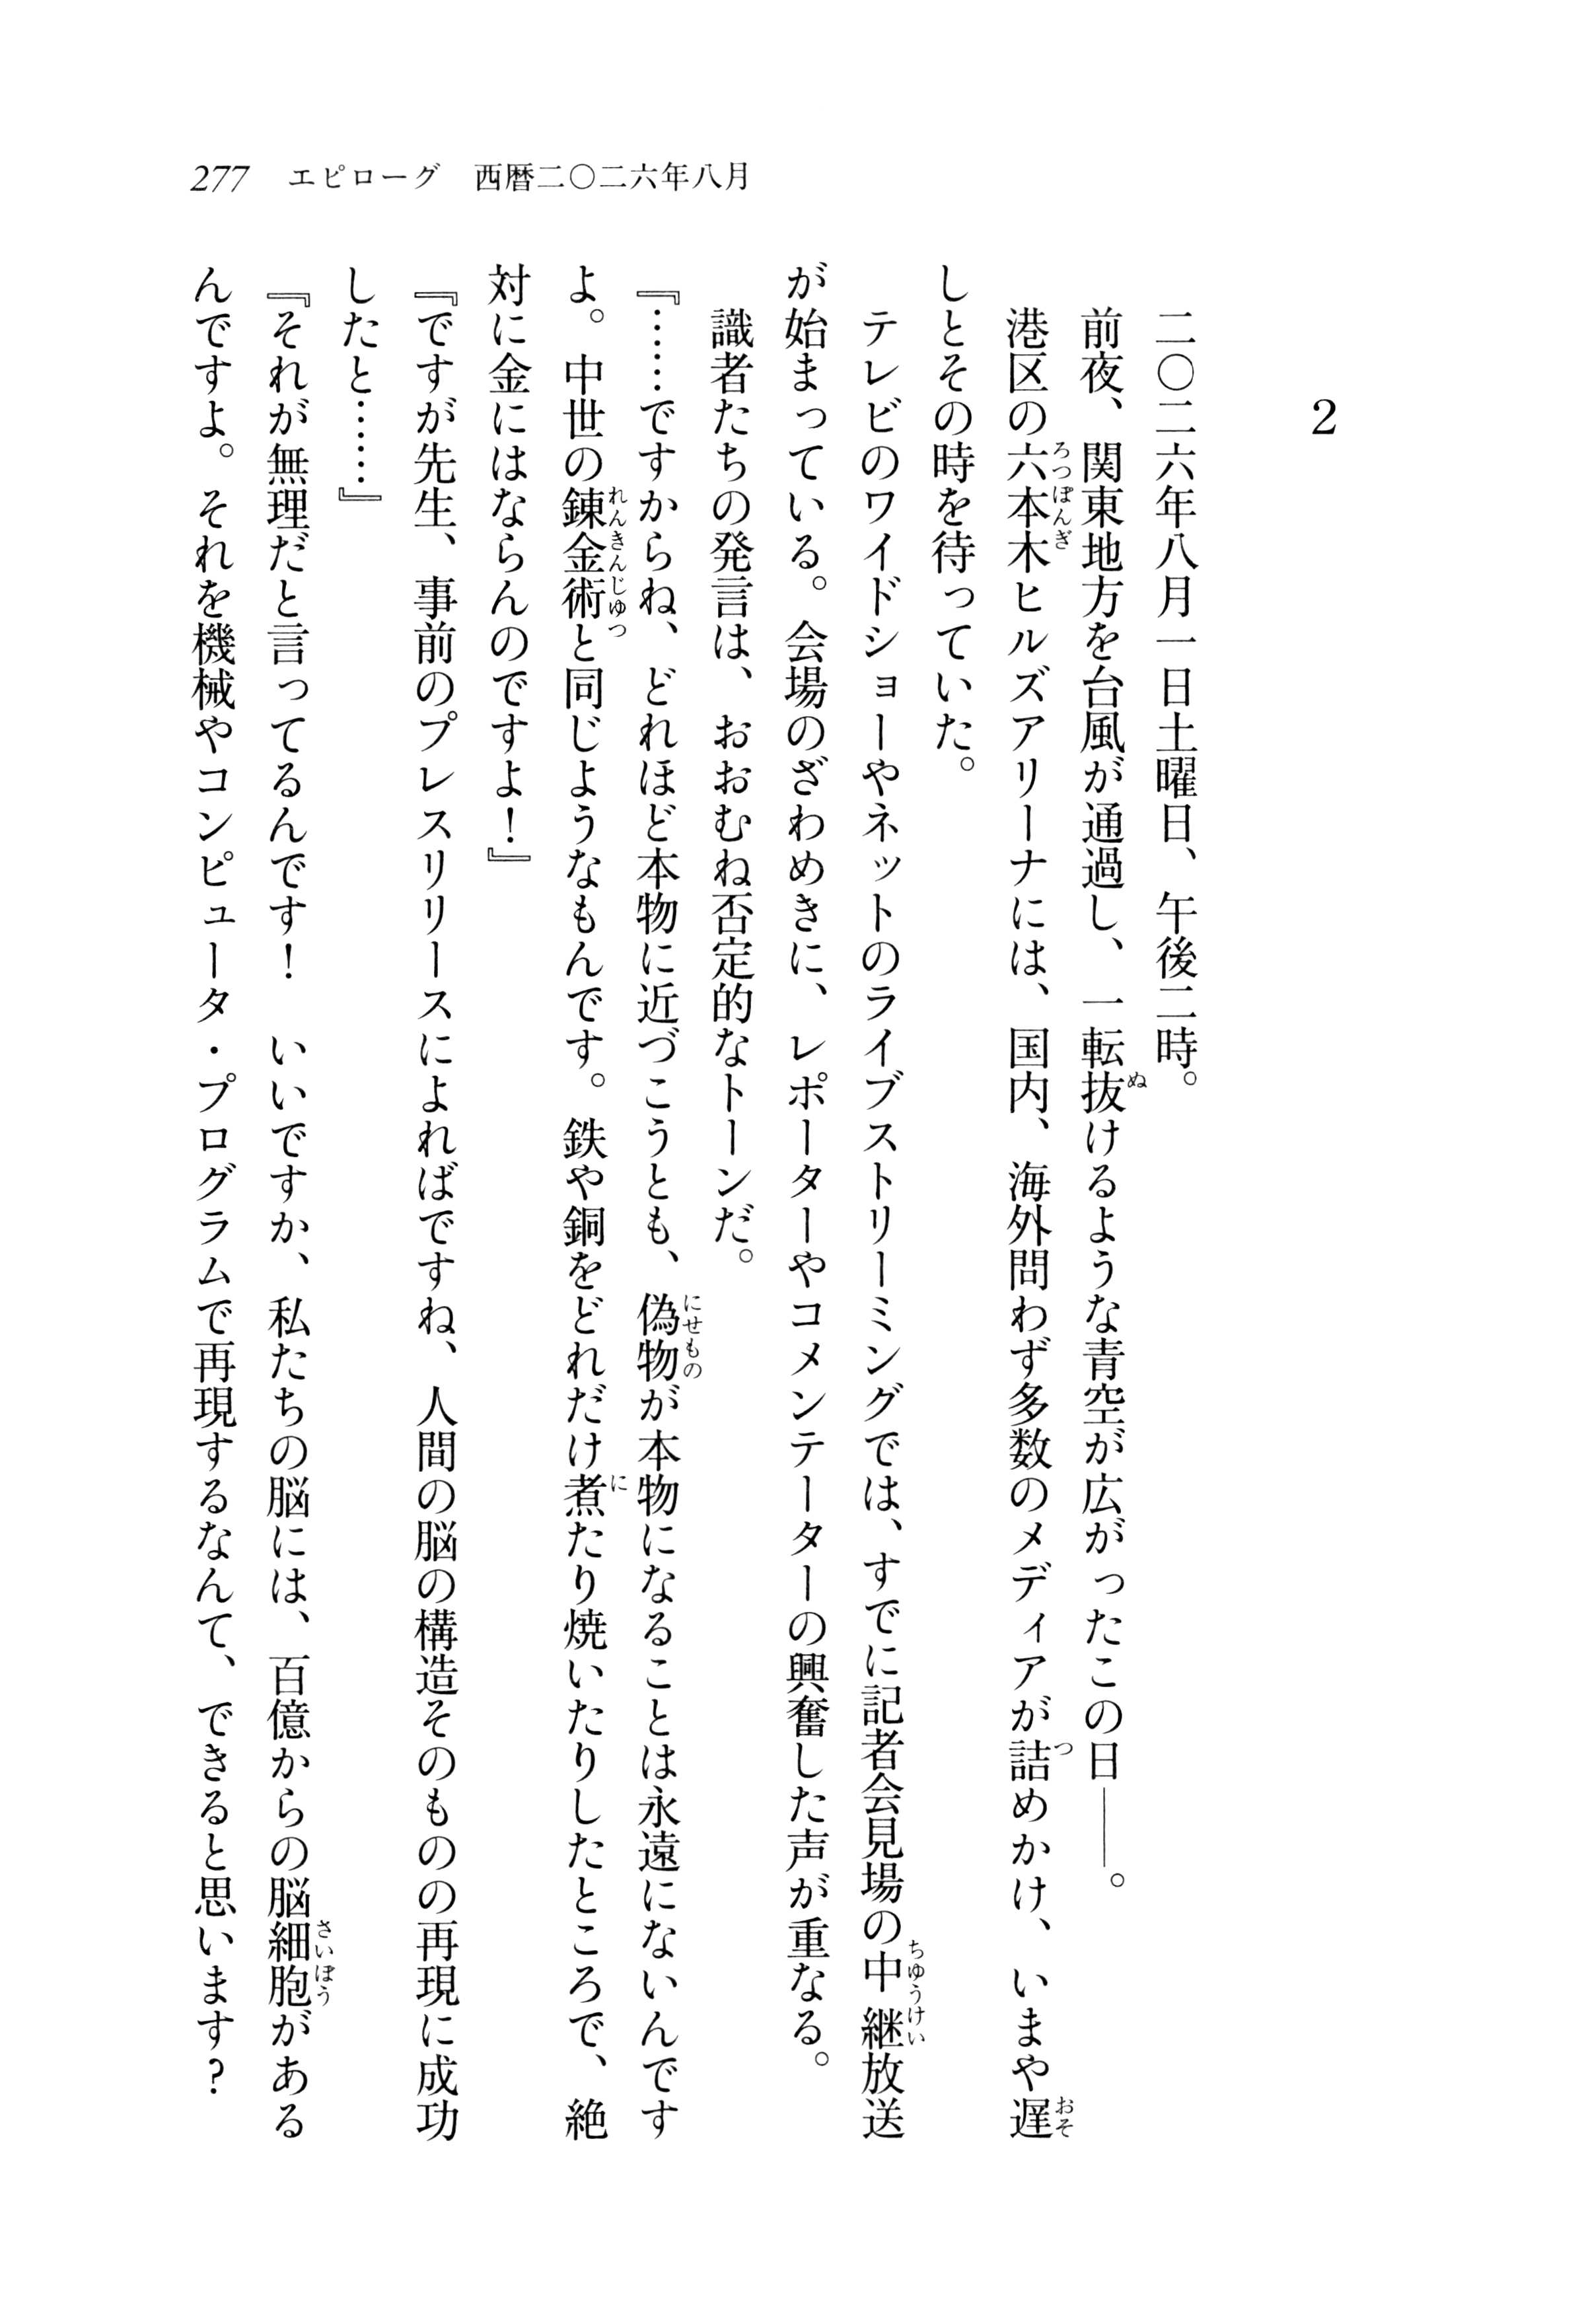 277 エピローグ 西暦二〇二六年八月
2
二〇二六年八月一日土曜日、午後二時。
前夜、関東地方を台風が通過し、一転抜けるような青空が広がったこの日――。
港区の六本木ヒルズアリーナには、国内、海外問わず多数のメディアが詰めかけ、いまや遅
しとその時を待っていた。
テレビのワイドショーやネットのライブストリーミングでは、すでに記者会見場の中継放送
が始まっている。会場のざわめきに、レポーターやコメンテーターの興奮した声が重なる。
識者たちの発言は、おおむね否定的なトーンだ。
『……ですからね、どれほど本物に近づこうとも、偽物が本物になることは永遠にないんです
よ。中世の錬金術と同じようなもんです。鉄や銅をどれだけ煮たり焼いたりしたところで、絶
対に金にはならんのですよ！』
『ですが先生、事前のプレスリリースによればですね、人間の脳の構造そのものの再現に成功
したと……』
『それが無理だと言ってるんです！　いいですか、私たちの脳には、百億からの脳細胞がある
んですよ。それを機械やコンピュータ・プログラムで再現するなんて、できると思います？